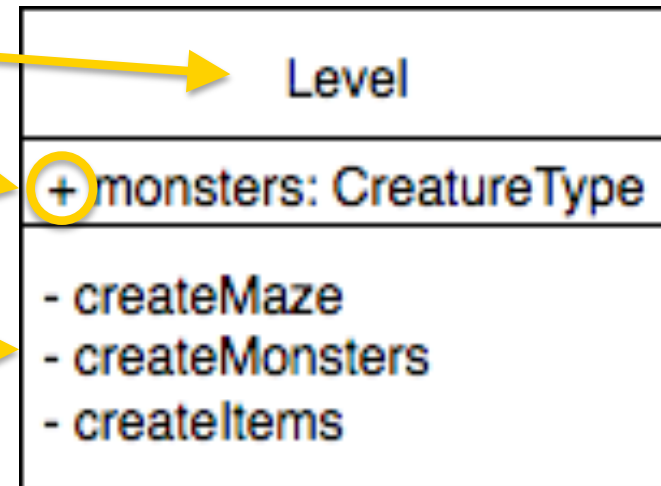 Level
+ monsters: CreatureType
- createMaze
- createMonsters
- createItems